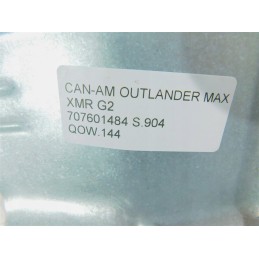 CAN-AM OUTLANDER MAX
XMR G2
707601484 S.904
QOW.144